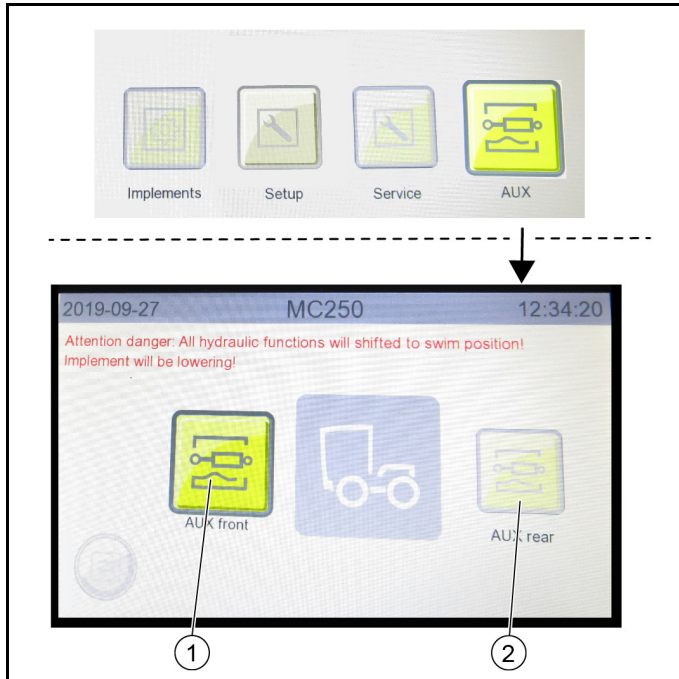 Implements
Setup
Service
AUX
2019-09-27
MC250
12:34:20
Attention danger: All hydraulic functions will shifted to swim position!
Implement will be lowering!
AUX front
AUX rear
1
2